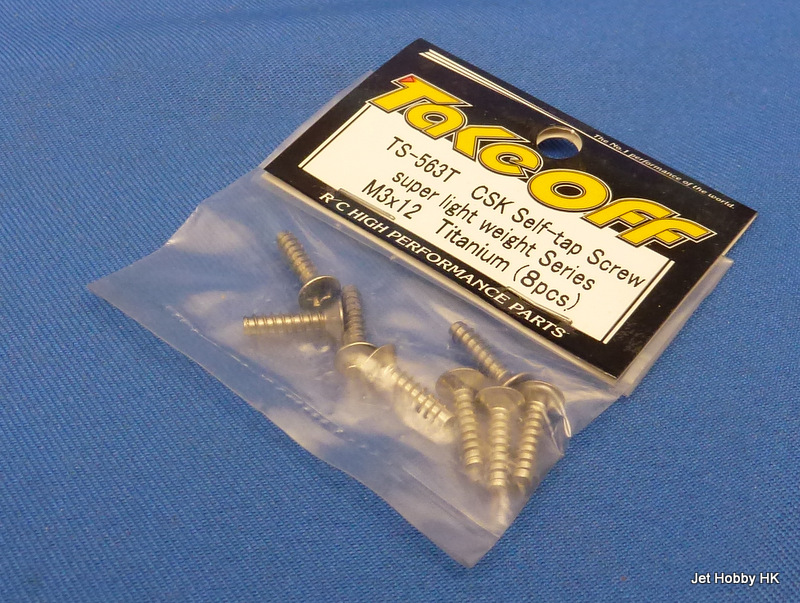 The No.1 performance of the world.
TakeOff
TS-563T CSK Self-tap Screw
super light weight Series
M3x12 Titanium (8pcs)
R/C HIGH PERFORMANCE PARTS
Jet Hobby HK